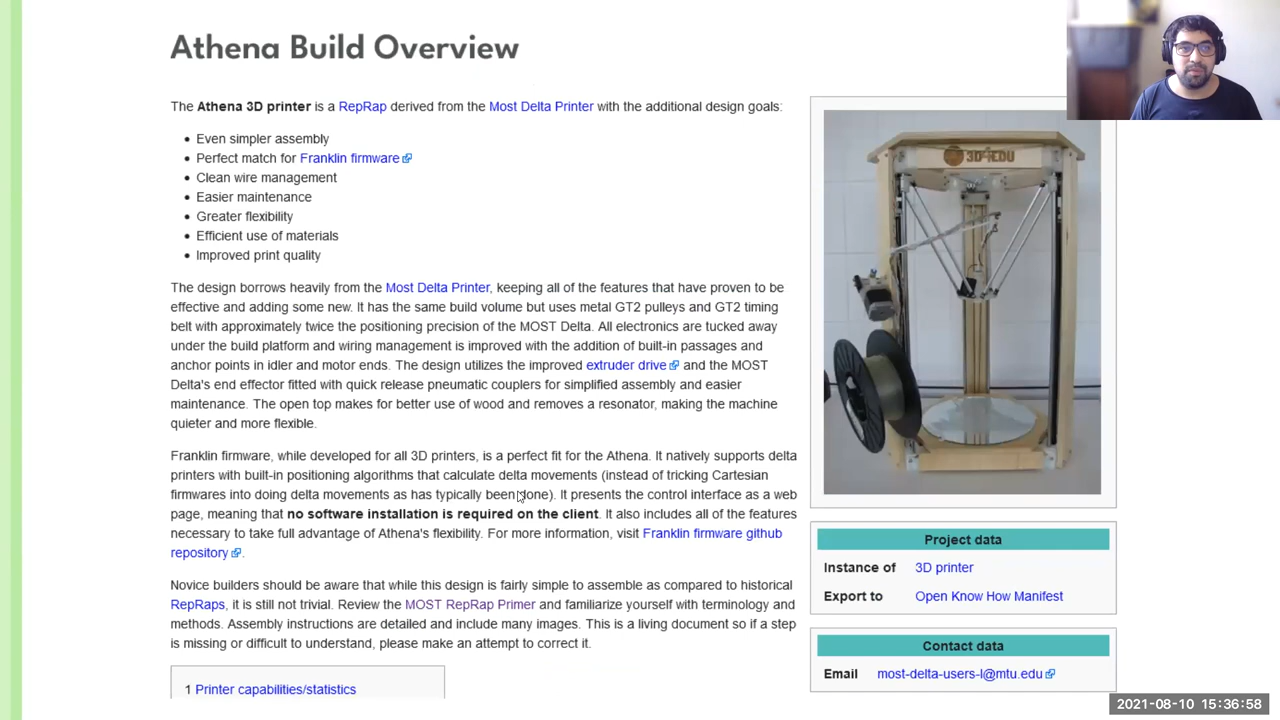 Athena Build Overview
The Athena 3D printer is a RepRap derived from the Most Delta Printer with the additional design goals:
Even simpler assembly
Perfect match for Franklin firmware
Clean wire management
Easier maintenance
Greater flexibility
Efficient use of materials
Improved print quality
The design borrows heavily from the Most Delta Printer, keeping all of the features that have proven to be
effective and adding some new. It has the same build volume but uses metal GT2 pulleys and GT2 timing
belt with approximately twice the positioning precision of the MOST Delta. All electronics are tucked away
under the build platform and wiring management is improved with the addition of built-in passages and
anchor points in idler and motor ends. The design utilizes the improved extruder drive and the MOST
Delta's end effector fitted with quick release pneumatic couplers for simplified assembly and easier
maintenance. The open top makes for better use of wood and removes a resonator, making the machine
quieter and more flexible.
Franklin firmware, while developed for all 3D printers, is a perfect fit for the Athena. It natively supports delta
printers with built-in positioning algorithms that calculate delta movements (instead of tricking Cartesian
firmwares into doing delta movements as has typically been done). It presents the control interface as a web
page, meaning that no software installation is required on the client. It also includes all of the features
necessary to take full advantage of Athena's flexibility. For more information, visit Franklin firmware github
repository.
Novice builders should be aware that while this design is fairly simple to assemble as compared to historical
RepRaps, it is still not trivial. Review the MOST RepRap Primer and familiarize yourself with terminology and
methods. Assembly instructions are detailed and include many images. This is a living document so if a step
is missing or difficult to understand, please make an attempt to correct it.
1 Printer capabilities/statistics
3D4EDU
Project data
Instance of 3D printer
Export to Open Know How Manifest
Contact data
Email most-delta-users-l@mtu.edu
2021-08-10 15:36:58